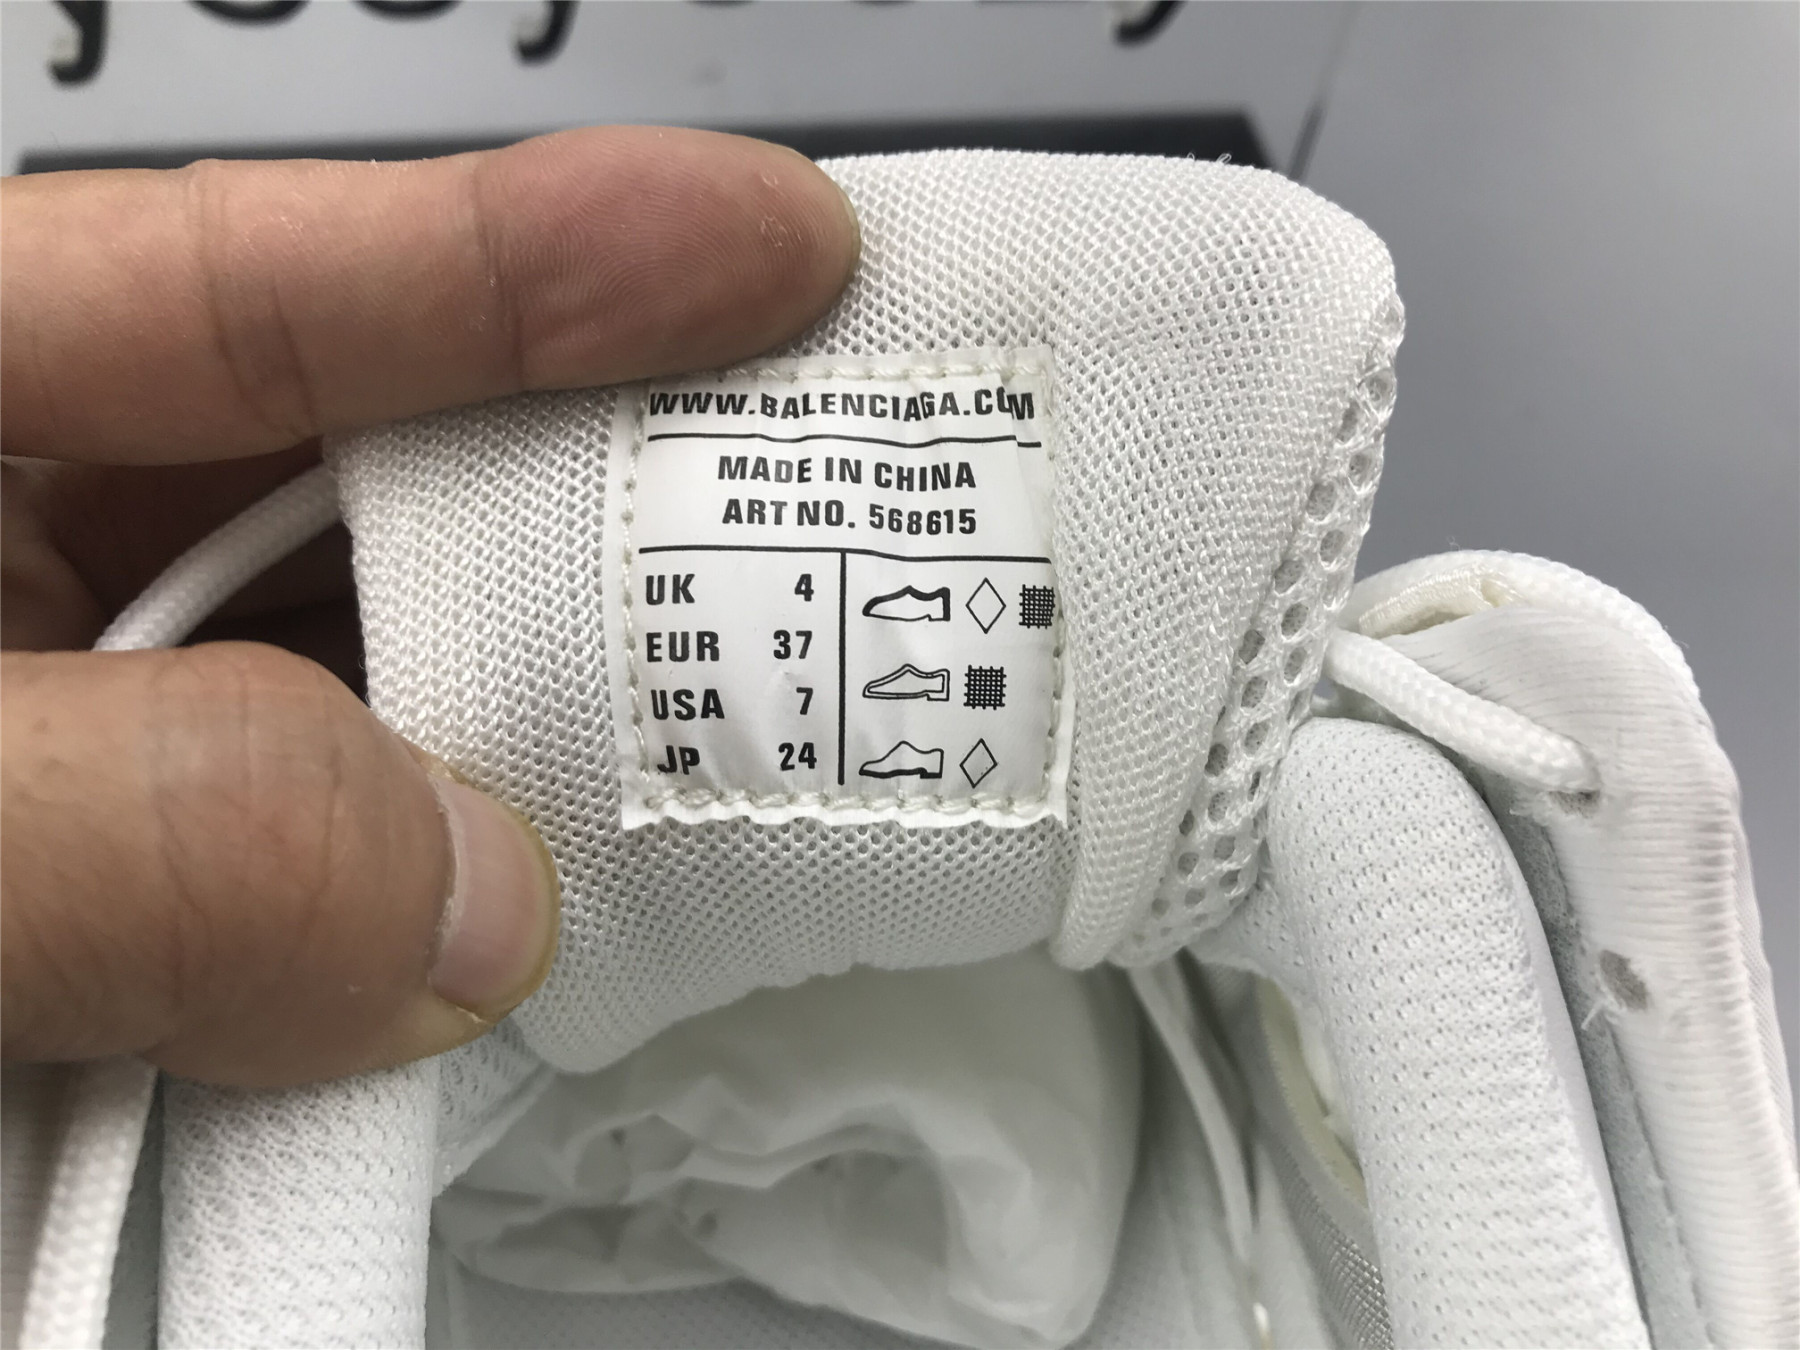 WWW.BALENCIAGA.COM
MADE IN CHINA
ART NO. 568615
UK 4
EUR 37
USA 7
JP 24